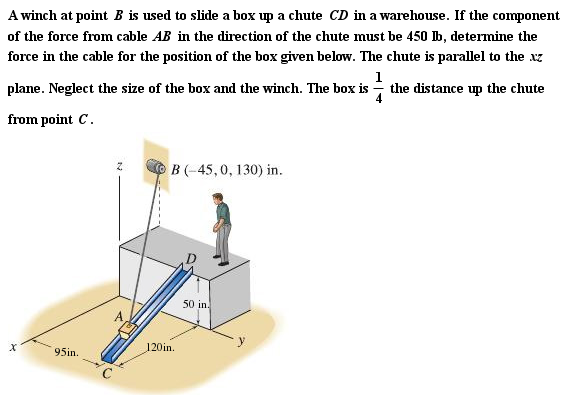 A winch at point B is used to slide a box up a chute CD in a warehouse. If the component
of the force from cable AB in the direction of the chute must be 450 lb, determine the
force in the cable for the position of the box given below. The chute is parallel to the xz
plane. Neglect the size of the box and the winch. The box is 1/4 the distance up the chute
from point C.
z
B (−45, 0, 130) in.
D
50 in.
A
x
95in.
120in.
y
C